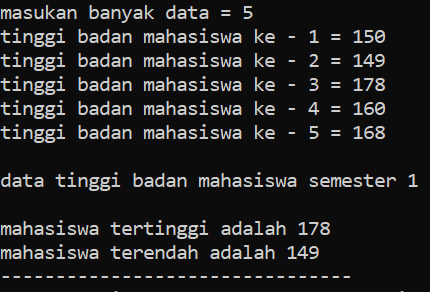 masukan banyak data = 5
tinggi badan mahasiswa ke - 1 = 150
tinggi badan mahasiswa ke - 2 = 149
tinggi badan mahasiswa ke - 3 = 178
tinggi badan mahasiswa ke - 4 = 160
tinggi badan mahasiswa ke - 5 = 168
data tinggi badan mahasiswa semester 1
mahasiswa tertinggi adalah 178
mahasiswa terendah adalah 149
--------------------------------